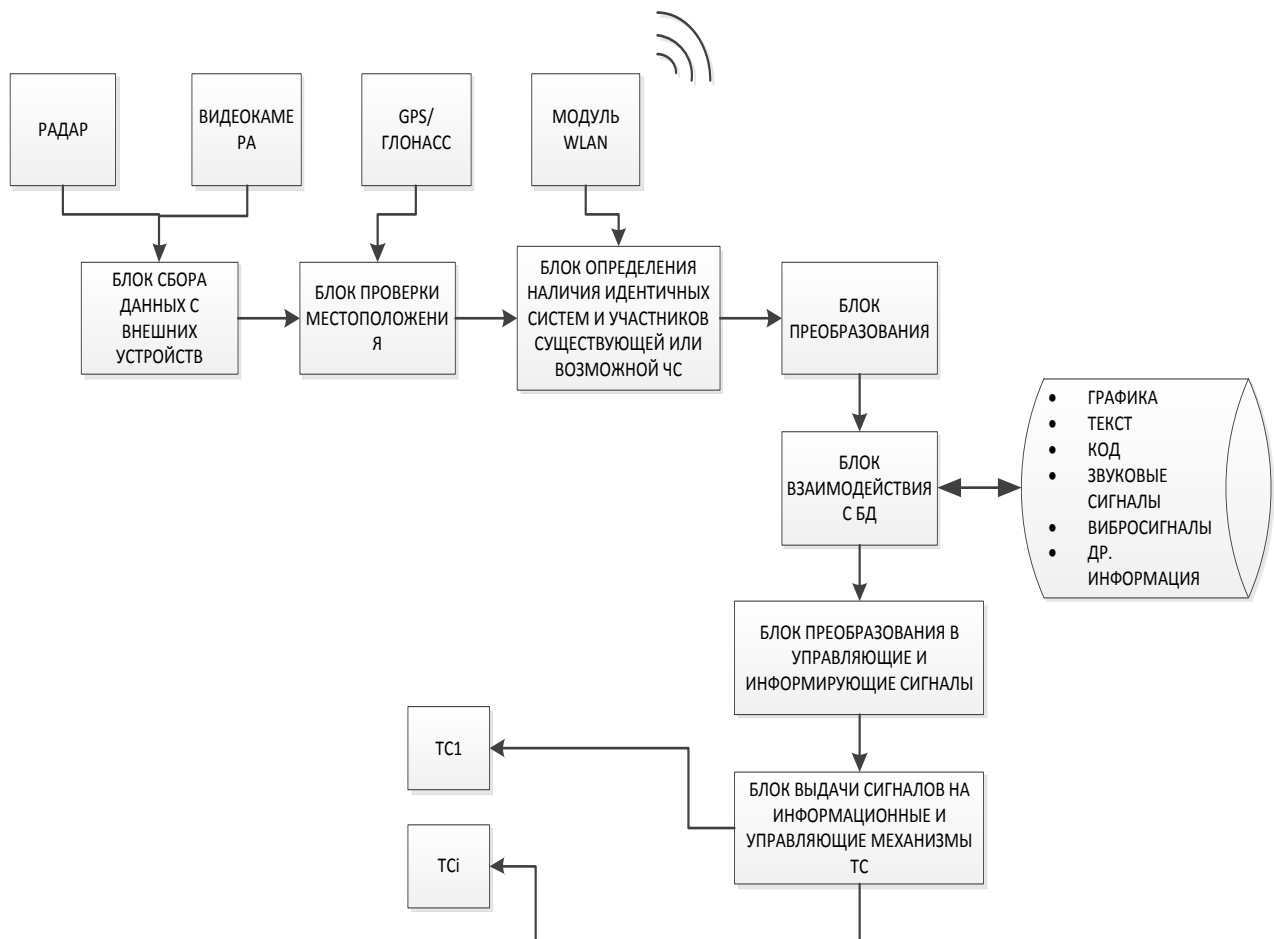 РАДАР
ВИДЕОКАМЕ
РА
GPS/
ГЛОНАСС
МОДУЛЬ
WLAN
БЛОК СБОРА
ДАННЫХ С
ВНЕШНИХ
УСТРОЙСТВ
БЛОК ПРОВЕРКИ
МЕСТОПОЛОЖЕНИ
Я
БЛОК ОПРЕДЕЛЕНИЯ
НАЛИЧИЯ ИДЕНТИЧНЫХ
СИСТЕМ И УЧАСТНИКОВ
СУЩЕСТВУЮЩЕЙ ИЛИ
ВОЗМОЖНОЙ ЧС
БЛОК
ПРЕОБРАЗОВАНИЯ
БЛОК
ВЗАИМОДЕЙСТВИЯ
С БД
• ГРАФИКА
• ТЕКСТ
• КОД
• ЗВУКОВЫЕ
СИГНАЛЫ
• ВИБРОСИГНАЛЫ
• ДР.
ИНФОРМАЦИЯ
БЛОК ПРЕОБРАЗОВАНИЯ В
УПРАВЛЯЮЩИЕ И
ИНФОРМИРУЮЩИЕ СИГНАЛЫ
ТС1
БЛОК ВЫДАЧИ СИГНАЛОВ НА
ИНФОРМАЦИОННЫЕ И
УПРАВЛЯЮЩИЕ МЕХАНИЗМЫ
ТС
ТСi